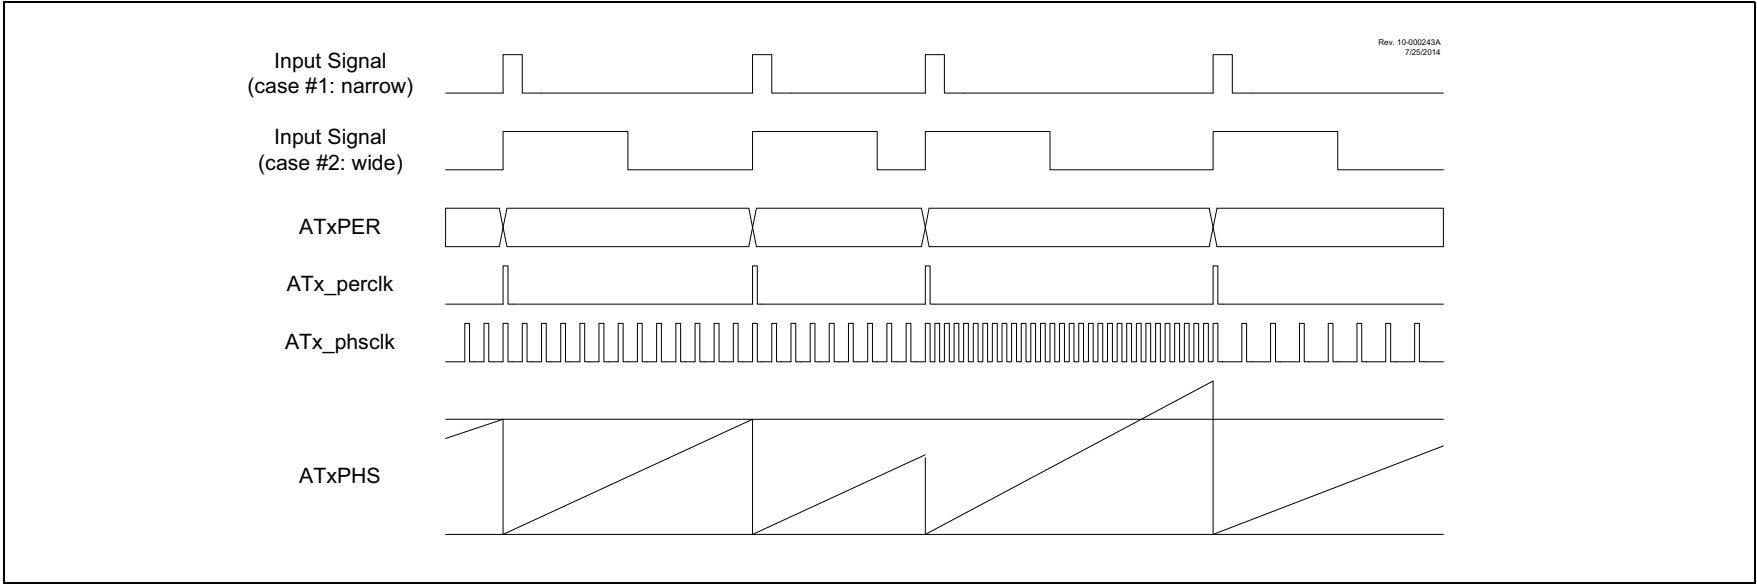 Rev. 10-000243A
7/25/2014
Input Signal
(case #1: narrow)
Input Signal
(case #2: wide)
ATxPER
ATx_perclk
ATx_phsclk
ATxPHS